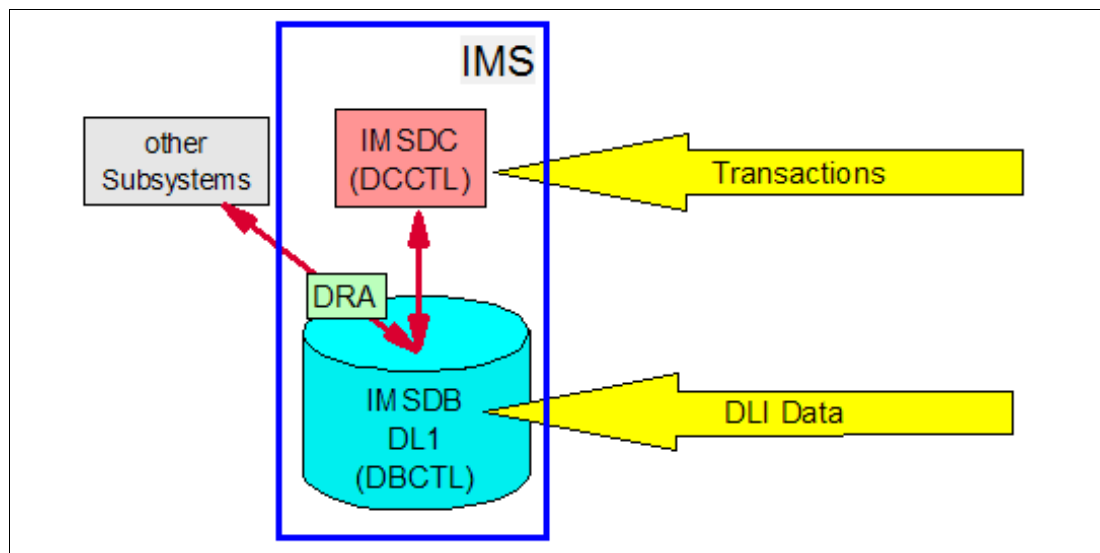 IMS
other
Subsystems
IMSDC
(DCCTL)
Transactions
DRA
IMSDB
DL1
(DBCTL)
DLI Data